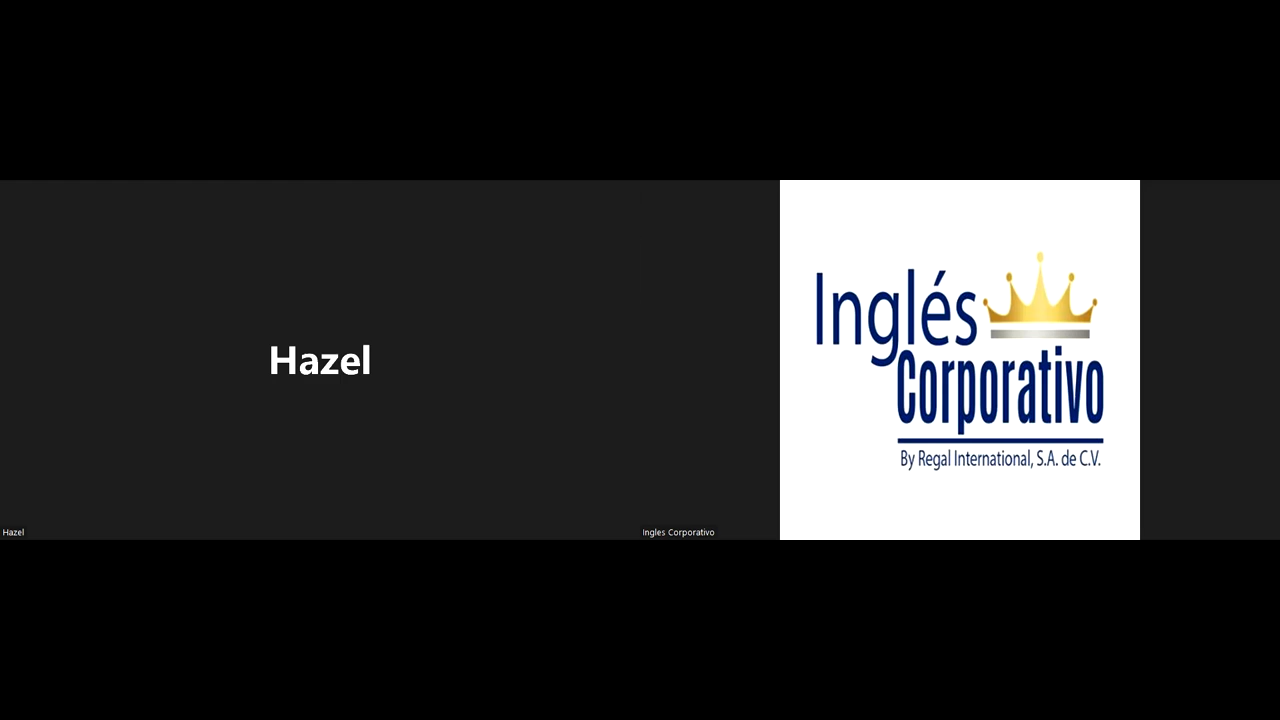 Hazel
Inglés
Corporativo
By Regal International, S.A. de C.V.
Hazel
Ingles Corporativo